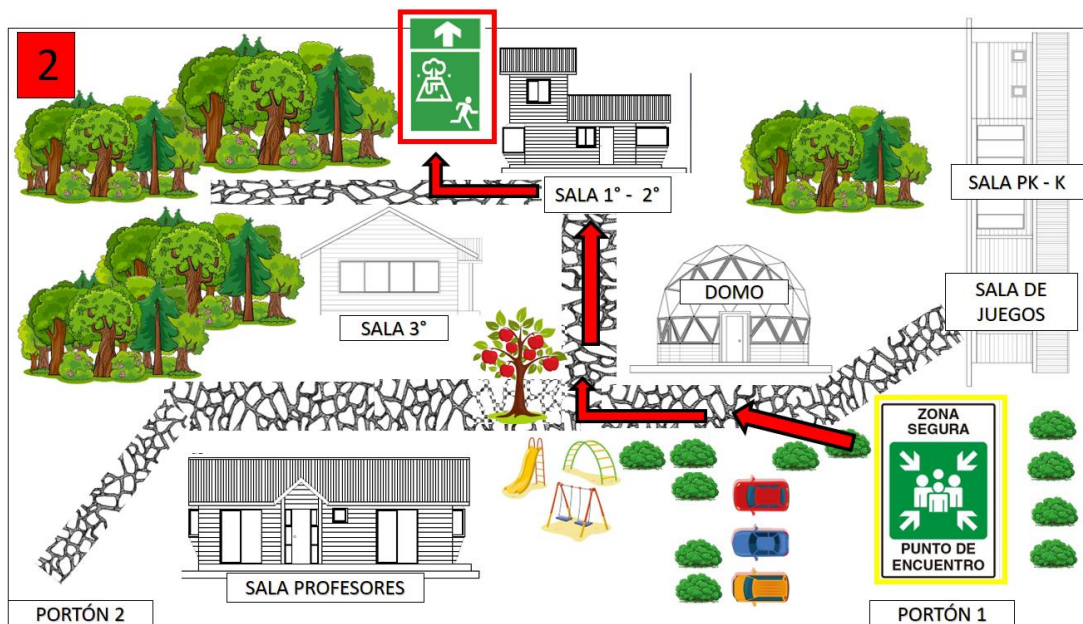 2
SALA 1° - 2°
SALA PK - K
SALA DE
JUEGOS
DOMO
SALA 3°
ZONA
SEGURA
PUNTO DE
ENCUENTRO
SALA PROFESORES
PORTÓN 2
PORTÓN 1